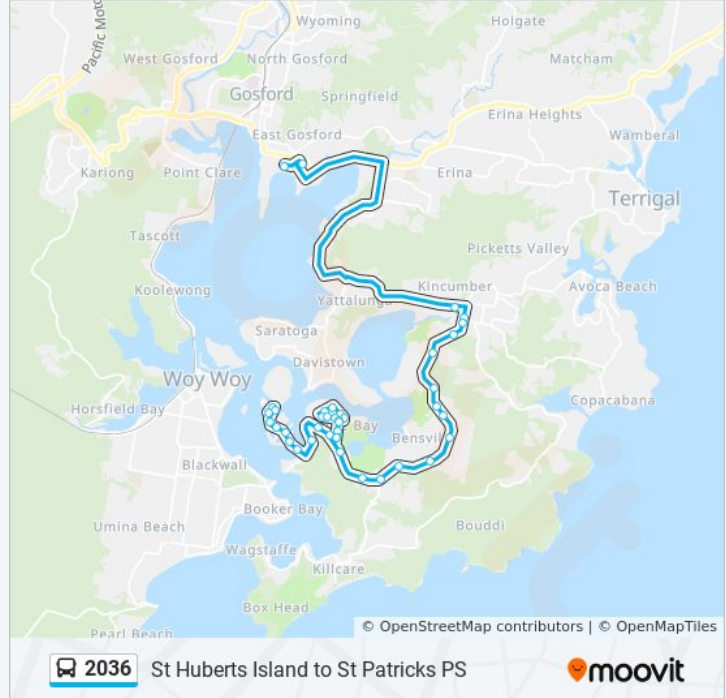 Wyoming
Holgate
Pacific Moto
West Gosford
North Gosford
Matcham
Gosford
Springfield
Erina Heights
East Gosford
Wamberal
Kariong
Point Clare
Erina
Terrigal
Tascott
Picketts Valley
Koolewong
Kincumber
Avoca Beach
Yattalunga
Saratoga
Davistown
Woy Woy
Copacabana
Horsfield Bay
Bay
Bensville
Blackwall
Booker Bay
Umina Beach
Bouddi
Wagstaffe
Killcare
Box Head
Pearl Beach
© OpenStreetMap contributors | © OpenMapTiles
2036 St Huberts Island to St Patricks PS
moovit